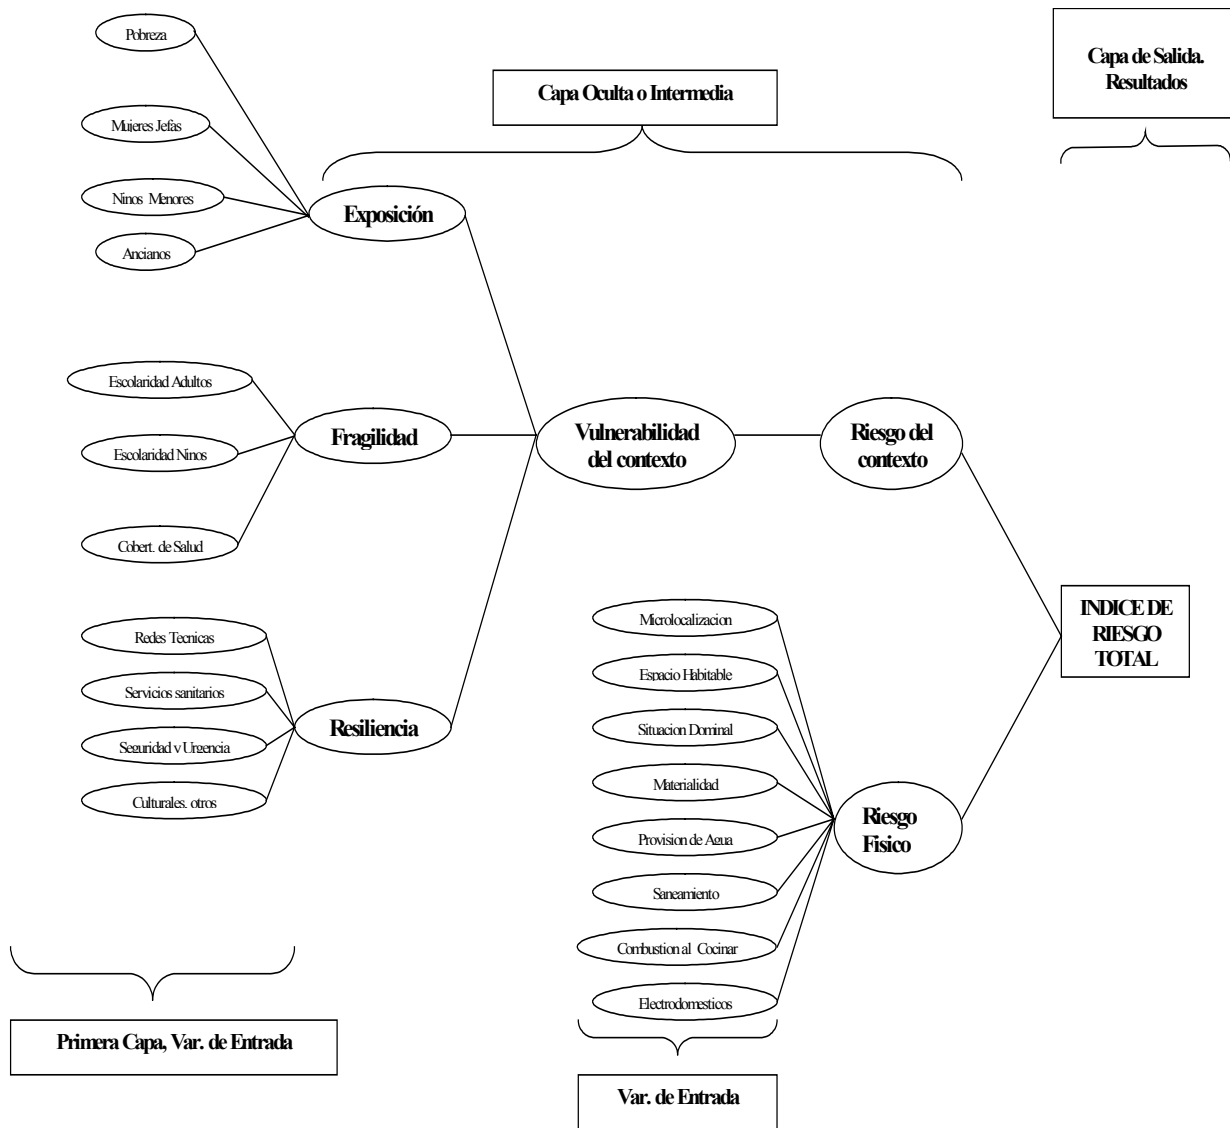 Pobreza
Mujeres Jefas
Ninos Menores
Ancianos
Capa Oculta o Intermedia
Capa de Salida.
Resultados
Exposición
Escolaridad Adultos
Escolaridad Ninos
Cobert. de Salud
Fragilidad
Vulnerabilidad
del contexto
Riesgo del
contexto
Redes Tecnicas
Servicios sanitarios
Seguridad y Urgencia
Culturales. otros
Resiliencia
Microlocalizacion
Espacio Habitable
Situacion Dominal
Materialidad
Provision de Agua
Saneamiento
Combustion al Cocinar
Electrodomesticos
Riesgo
Fisico
INDICE DE
RIESGO
TOTAL
Primera Capa, Var. de Entrada
Var. de Entrada